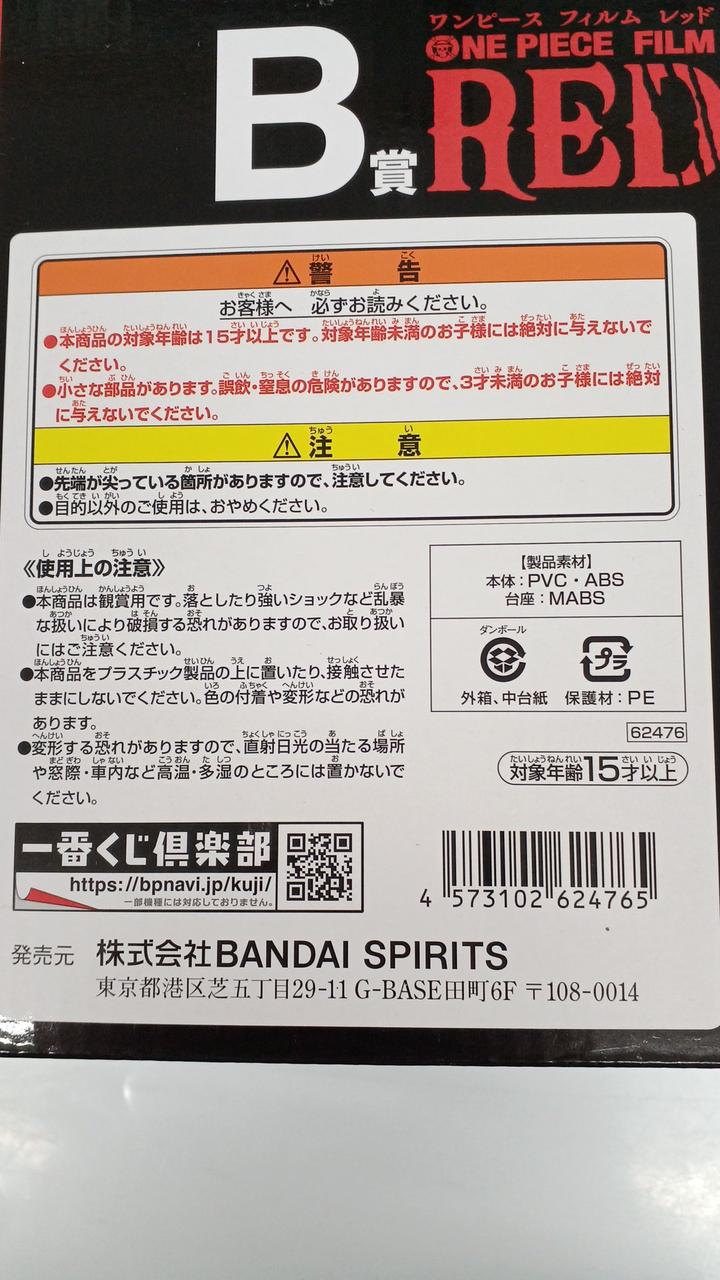 ワンピース フィルム レッド
ONE PIECE FILM
B賞 RED
警告
お客様へ 必ずお読みください。
●本商品の対象年齢は15才以上です。対象年齢未満のお子様には絶対に与えないで
ください。
●小さな部品があります。誤飲・窒息の危険がありますので、3才未満のお子様には絶対
に与えないでください。
注意
●先端が尖っている箇所がありますので、注意してください。
●目的以外のご使用は、おやめください。
《使用上の注意》
●本商品は観賞用です。落としたり強いショックなど乱暴
な扱いにより破損する恐れがありますので、お取り扱い
にはご注意ください。
●本商品をプラスチック製品の上に置いたり、接触させた
ままにしないでください。色の付着や変形などの恐れが
あります。
●変形する恐れがありますので、直射日光の当たる場所
や窓際・車内など高温・多湿のところには置かないで
ください。
【製品素材】
本体：PVC・ABS
台座：MABS
ダンボール
プラ
外箱、中台紙 保護材：PE
62476
対象年齢15才以上
一番くじ倶楽部
https://bpnavi.jp/kuji/
一部機種には対応しておりません。
4 573102 624765
発売元 株式会社BANDAI SPIRITS
東京都港区芝五丁目29-11 G-BASE田町6F 〒108-0014